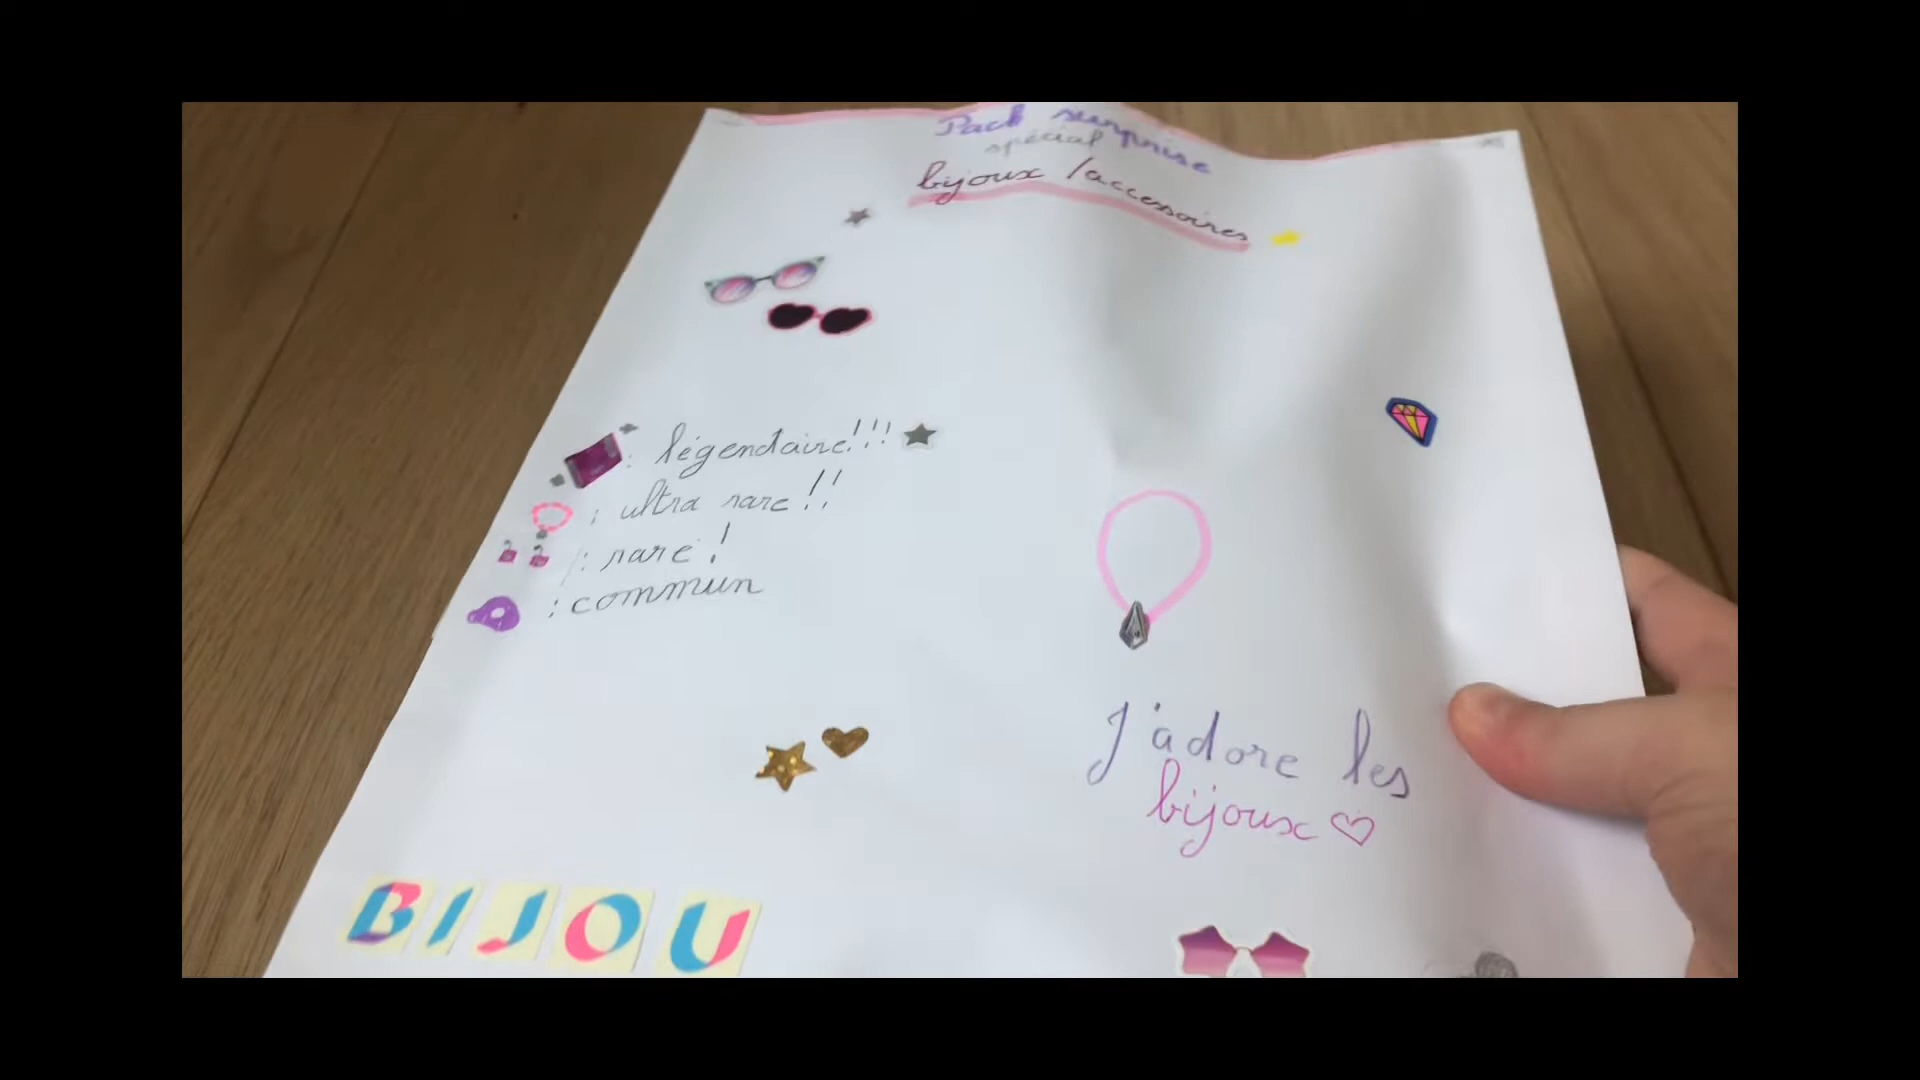 Pack surprise
spécial
bijoux /accessoires
: légendaire!!!
: ultra rare!!
: rare!
: commun
J'adore les
bijoux
BIJOU